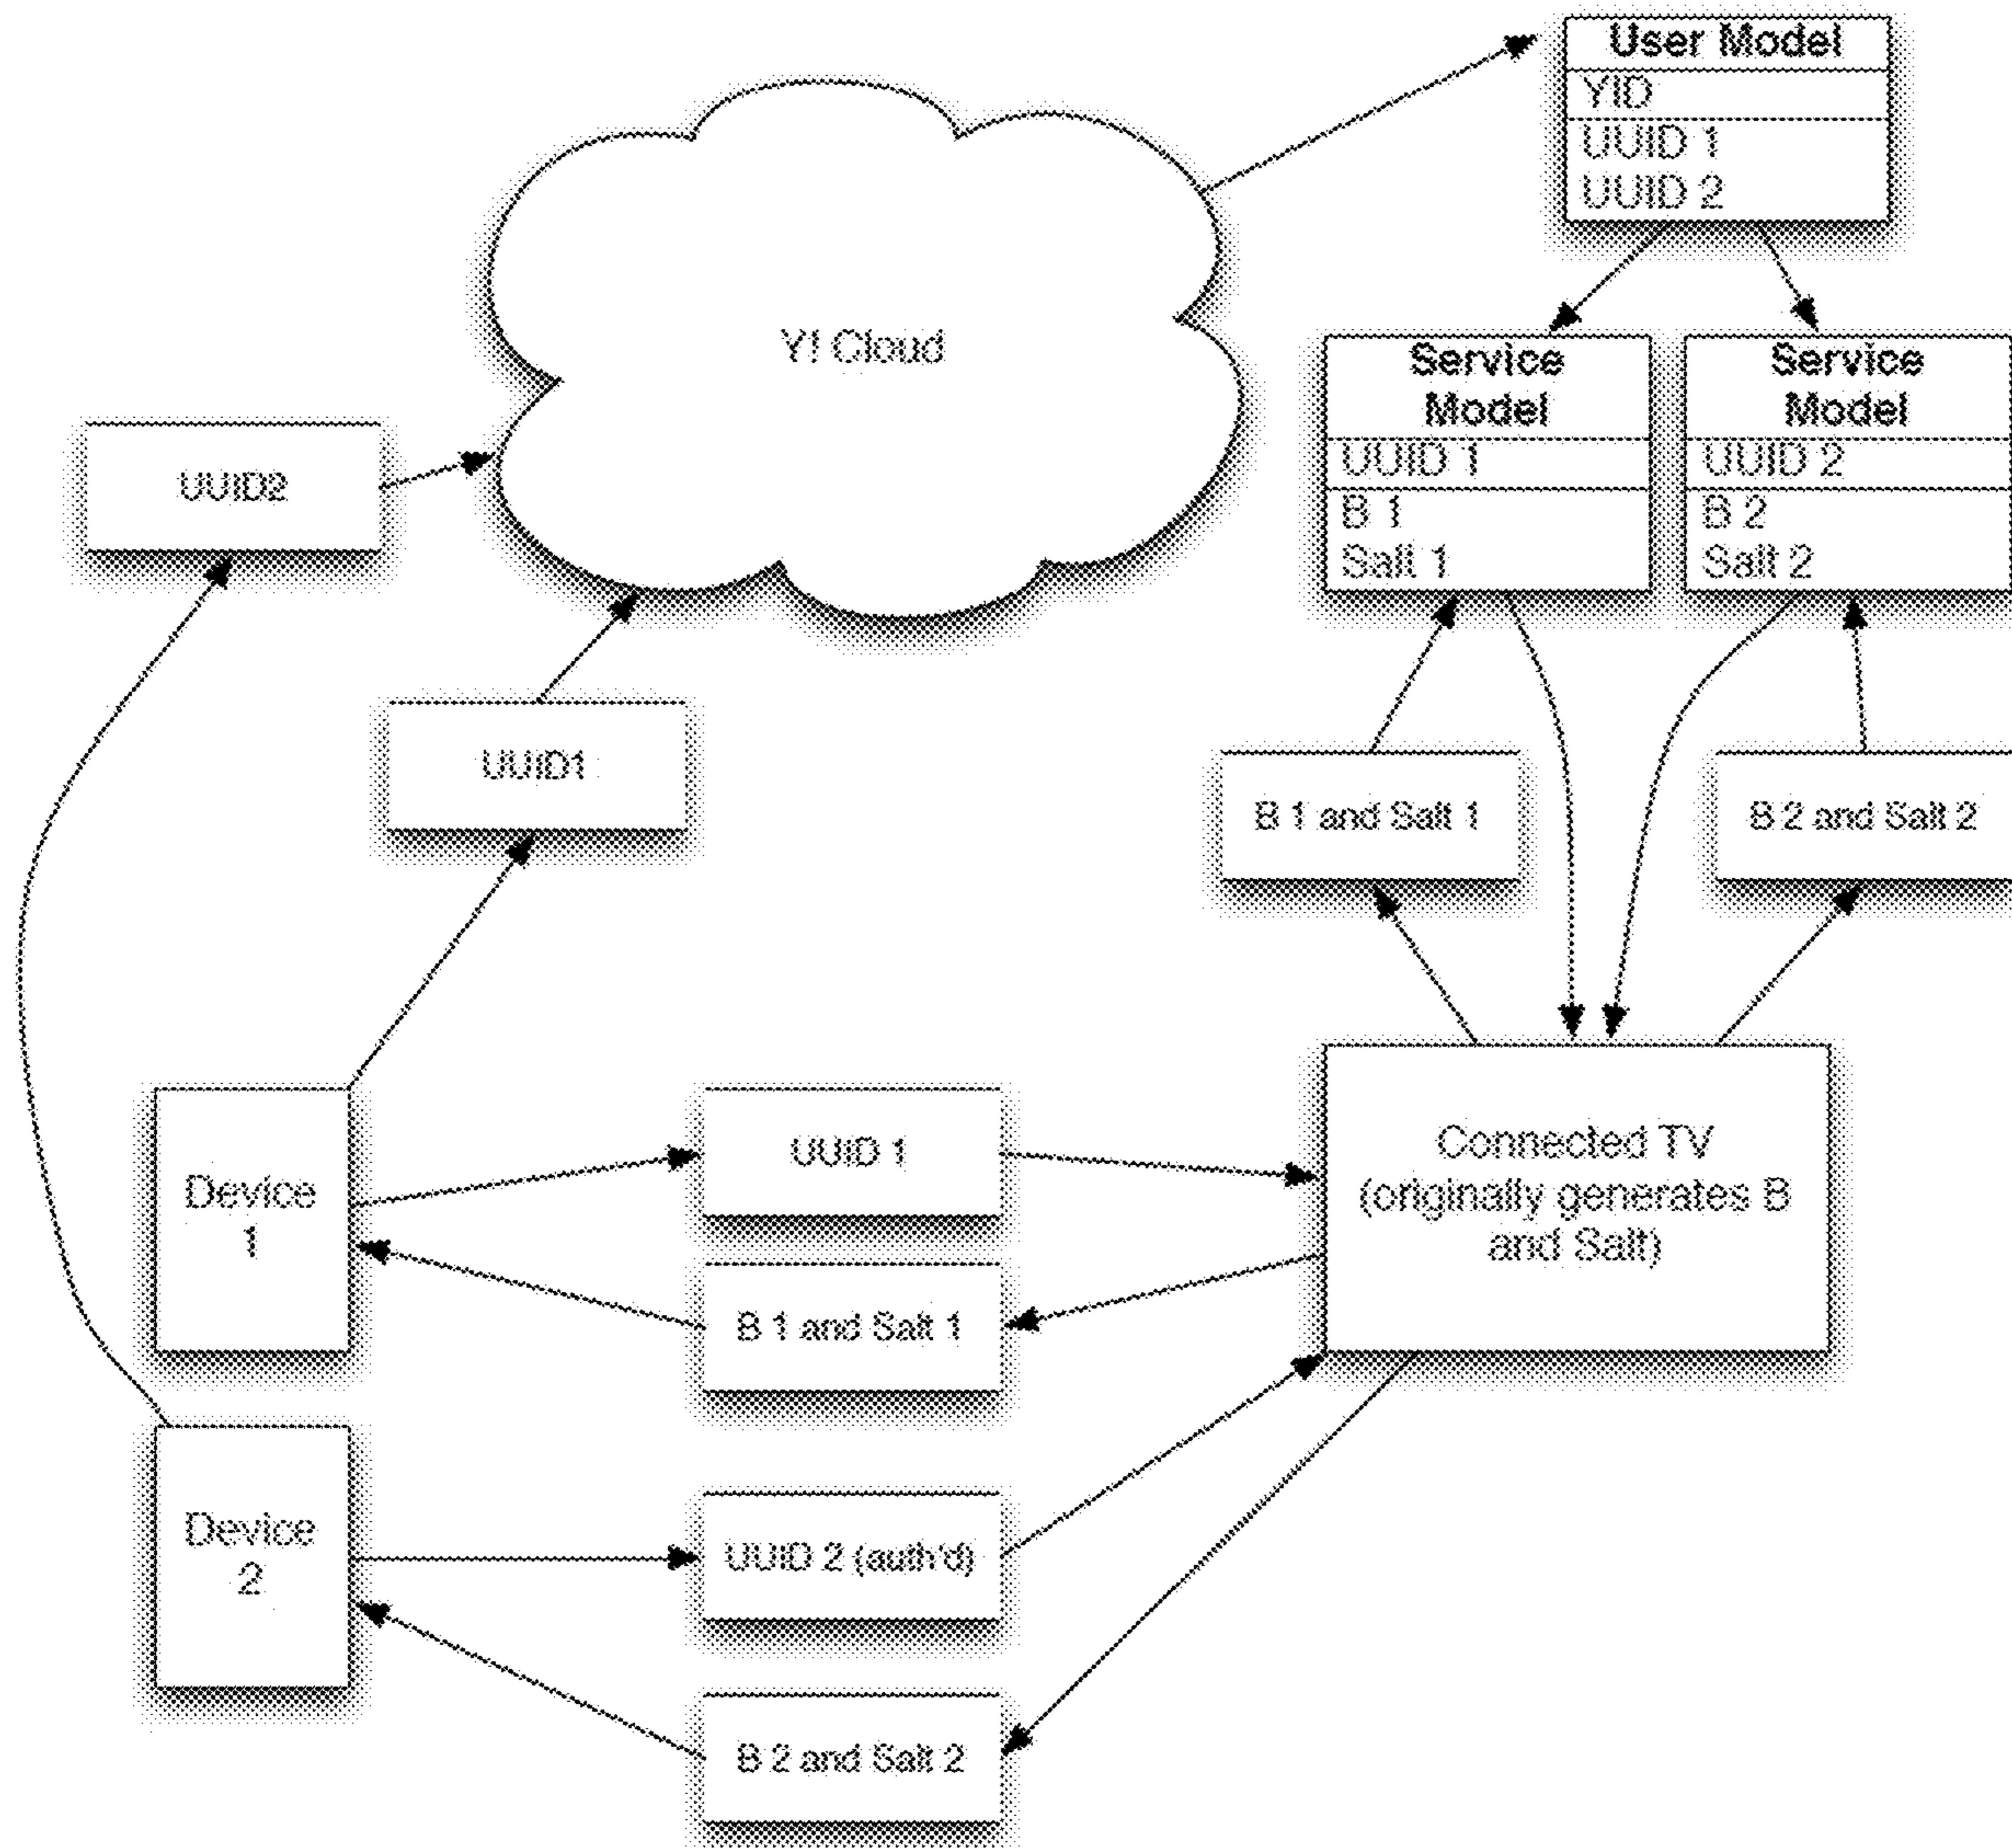 User Model
YID
UUID 1
UUID 2
Y! Cloud
Service
Model
UUID 1
B 1
Salt 1
Service
Model
UUID 2
B 2
Salt 2
UUID2
UUID1
B 1 and Salt 1
B 2 and Salt 2
Device
1
UUID 1
B 1 and Salt 1
Connected TV
(originally generates B
and Salt)
Device
2
UUID 2 (auth'd)
B 2 and Salt 2